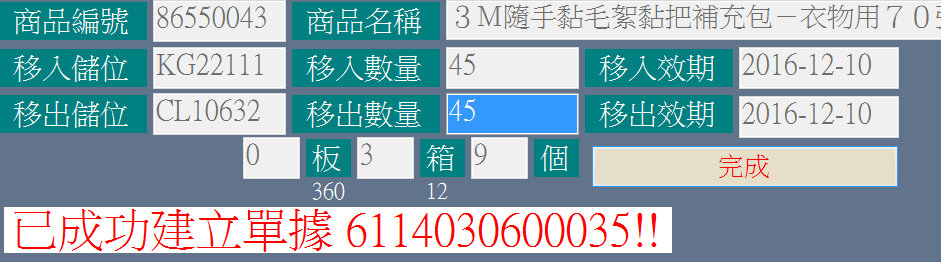 商品編號 86550043 商品名稱 3M隨手黏毛絮黏把補充包－衣物用70
移入儲位 KG22111 移入數量 45 移入效期 2016-12-10
移出儲位 CL10632 移出數量 45 移出效期 2016-12-10
0 板 3 箱 9 個 完成
360 12
已成功建立單據 6114030600035!!